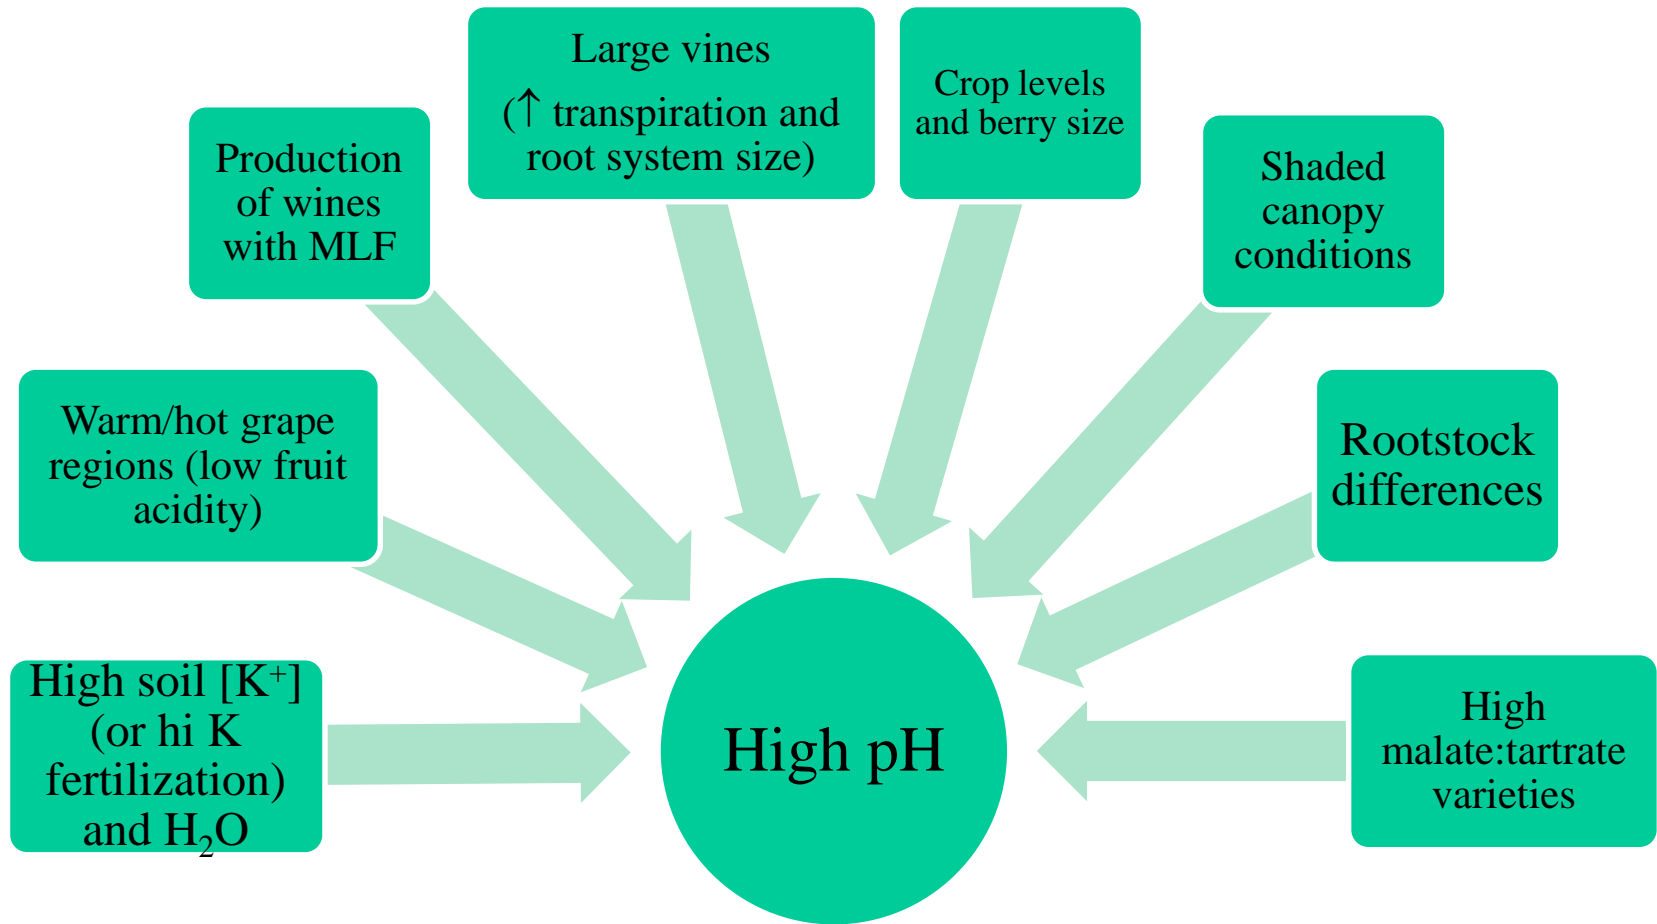 Large vines
(↑ transpiration and
root system size)
Crop levels
and berry size
Production
of wines
with MLF
Shaded
canopy
conditions
Warm/hot grape
regions (low fruit
acidity)
Rootstock
differences
High soil [K⁺]
(or hi K
fertilization)
and H₂O
High pH
High
malate:tartrate
varieties